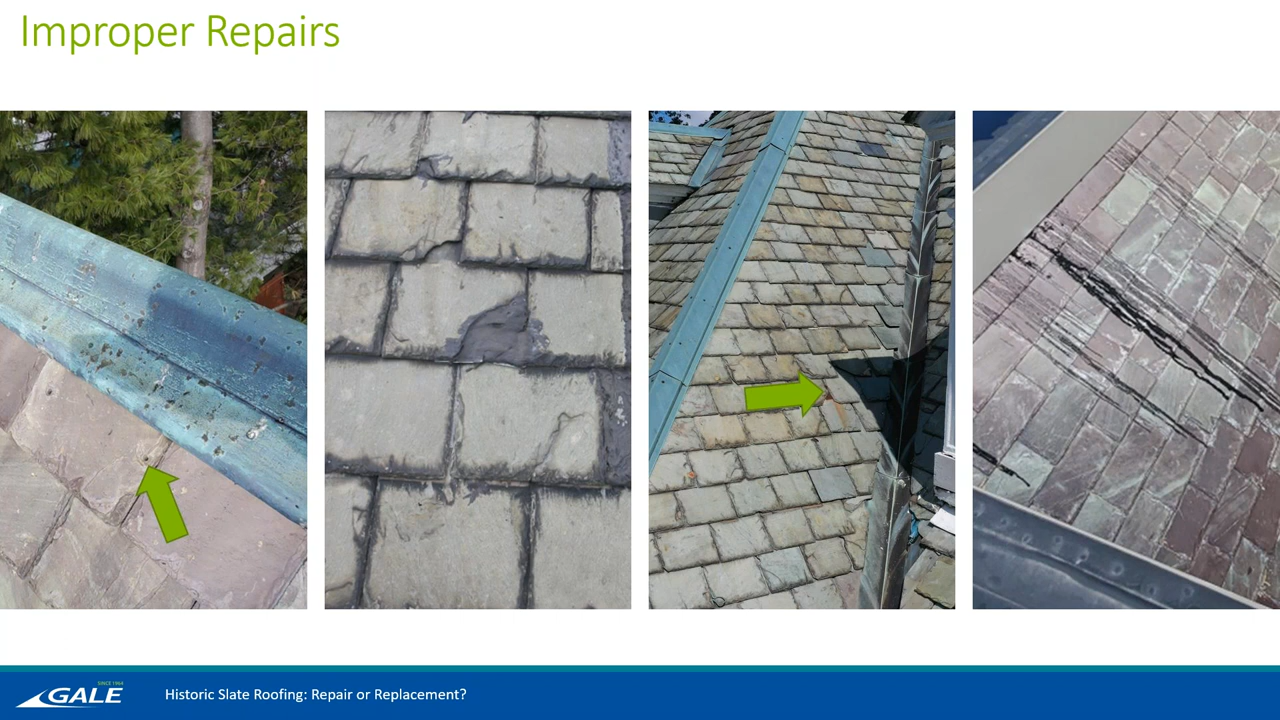 Improper Repairs
SINCE 1964
GALE
Historic Slate Roofing: Repair or Replacement?